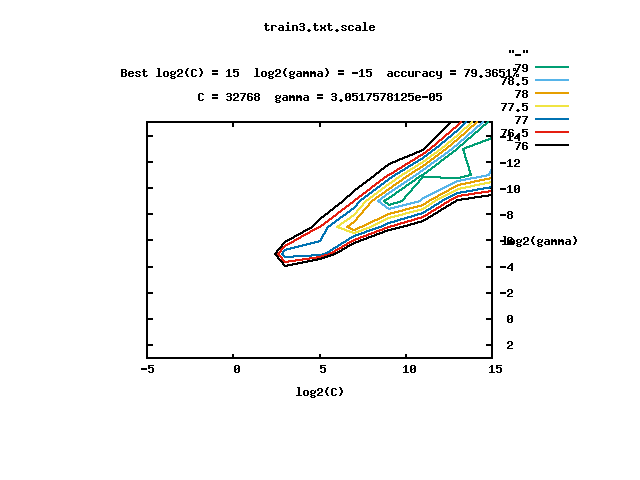 train3.txt.scale
"-"
Best log2(C) = 15  log2(gamma) = -15  accuracy = 79.3651%
79
78.5
C = 32768  gamma = 3.0517578125e-05
78
77.5
77
76.5
76
-14
-12
-10
-8
-6
log2(gamma)
-4
-2
0
2
-5 0 5 10 15
log2(C)